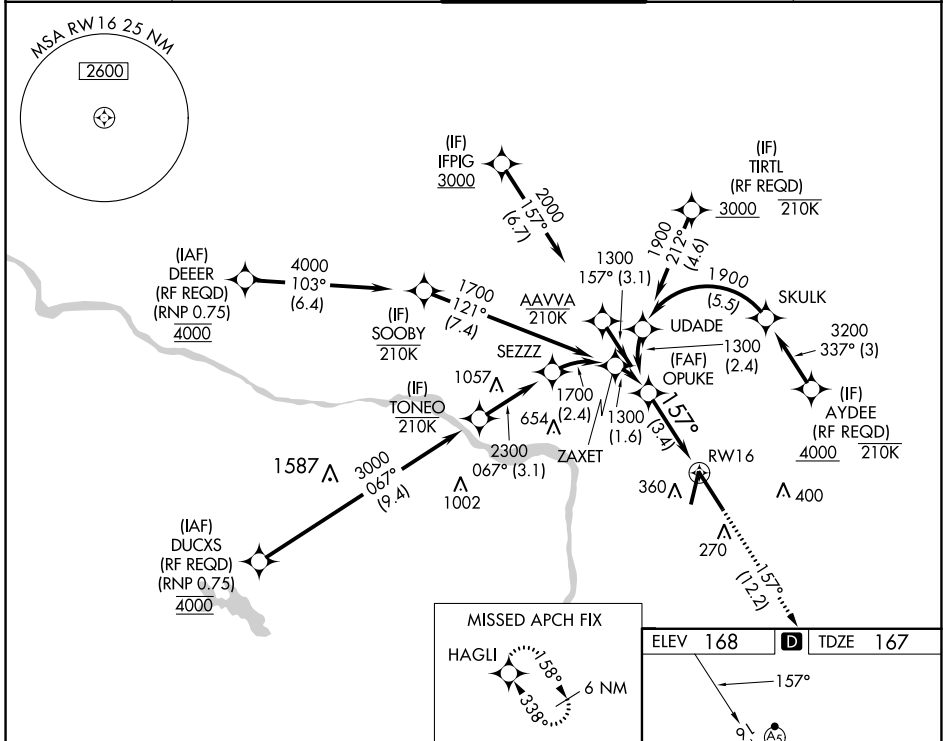 MSA RW16 25 NM
2600
(IF)
IFPIG
3000
2000
157°
(6.7)
(IF)
TIRTL
(RF REQD)
3000 210K
1900
212°
(4.6)
(IAF)
DEEER
(RF REQD)
(RNP 0.75)
4000
4000
103°
(6.4)
(IF)
SOOBY
210K
1700
121°
(7.4)
1300
157° (3.1)
AAVVA
210K
1900
(5.5)
SKULK
UDADE
1300
(2.4)
3200
337° (3)
(IF)
AYDEE
(RF REQD)
4000 210K
SEZZZ
(FAF)
OPUKE
1057
(IF)
TONEO
210K
654
1700
(2.4)
ZAXET
1300
(1.6)
157°
(3.4)
2300
067° (3.1)
RW16
360
400
270
1587
3000
067°
(9.4)
1002
(IAF)
DUCXS
(RF REQD)
(RNP 0.75)
4000
157°
(12.2)
MISSED APCH FIX
HAGLI
158°
338°
6 NM
ELEV 168 D TDZE 167
157°
16
A5